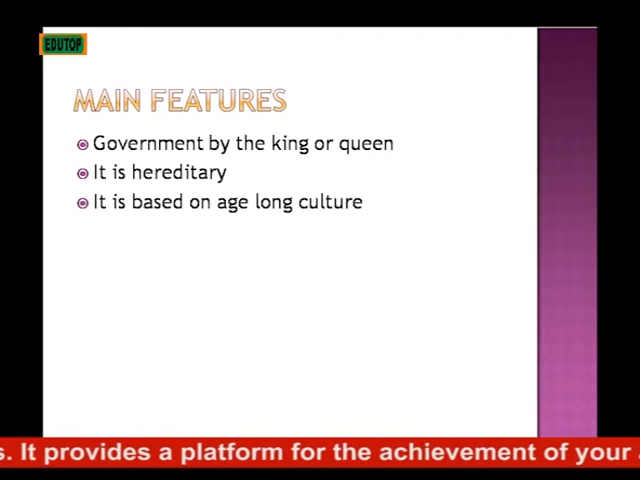 EDUTOP
MAIN FEATURES
Government by the king or queen
It is hereditary
It is based on age long culture
s. It provides a platform for the achievement of your